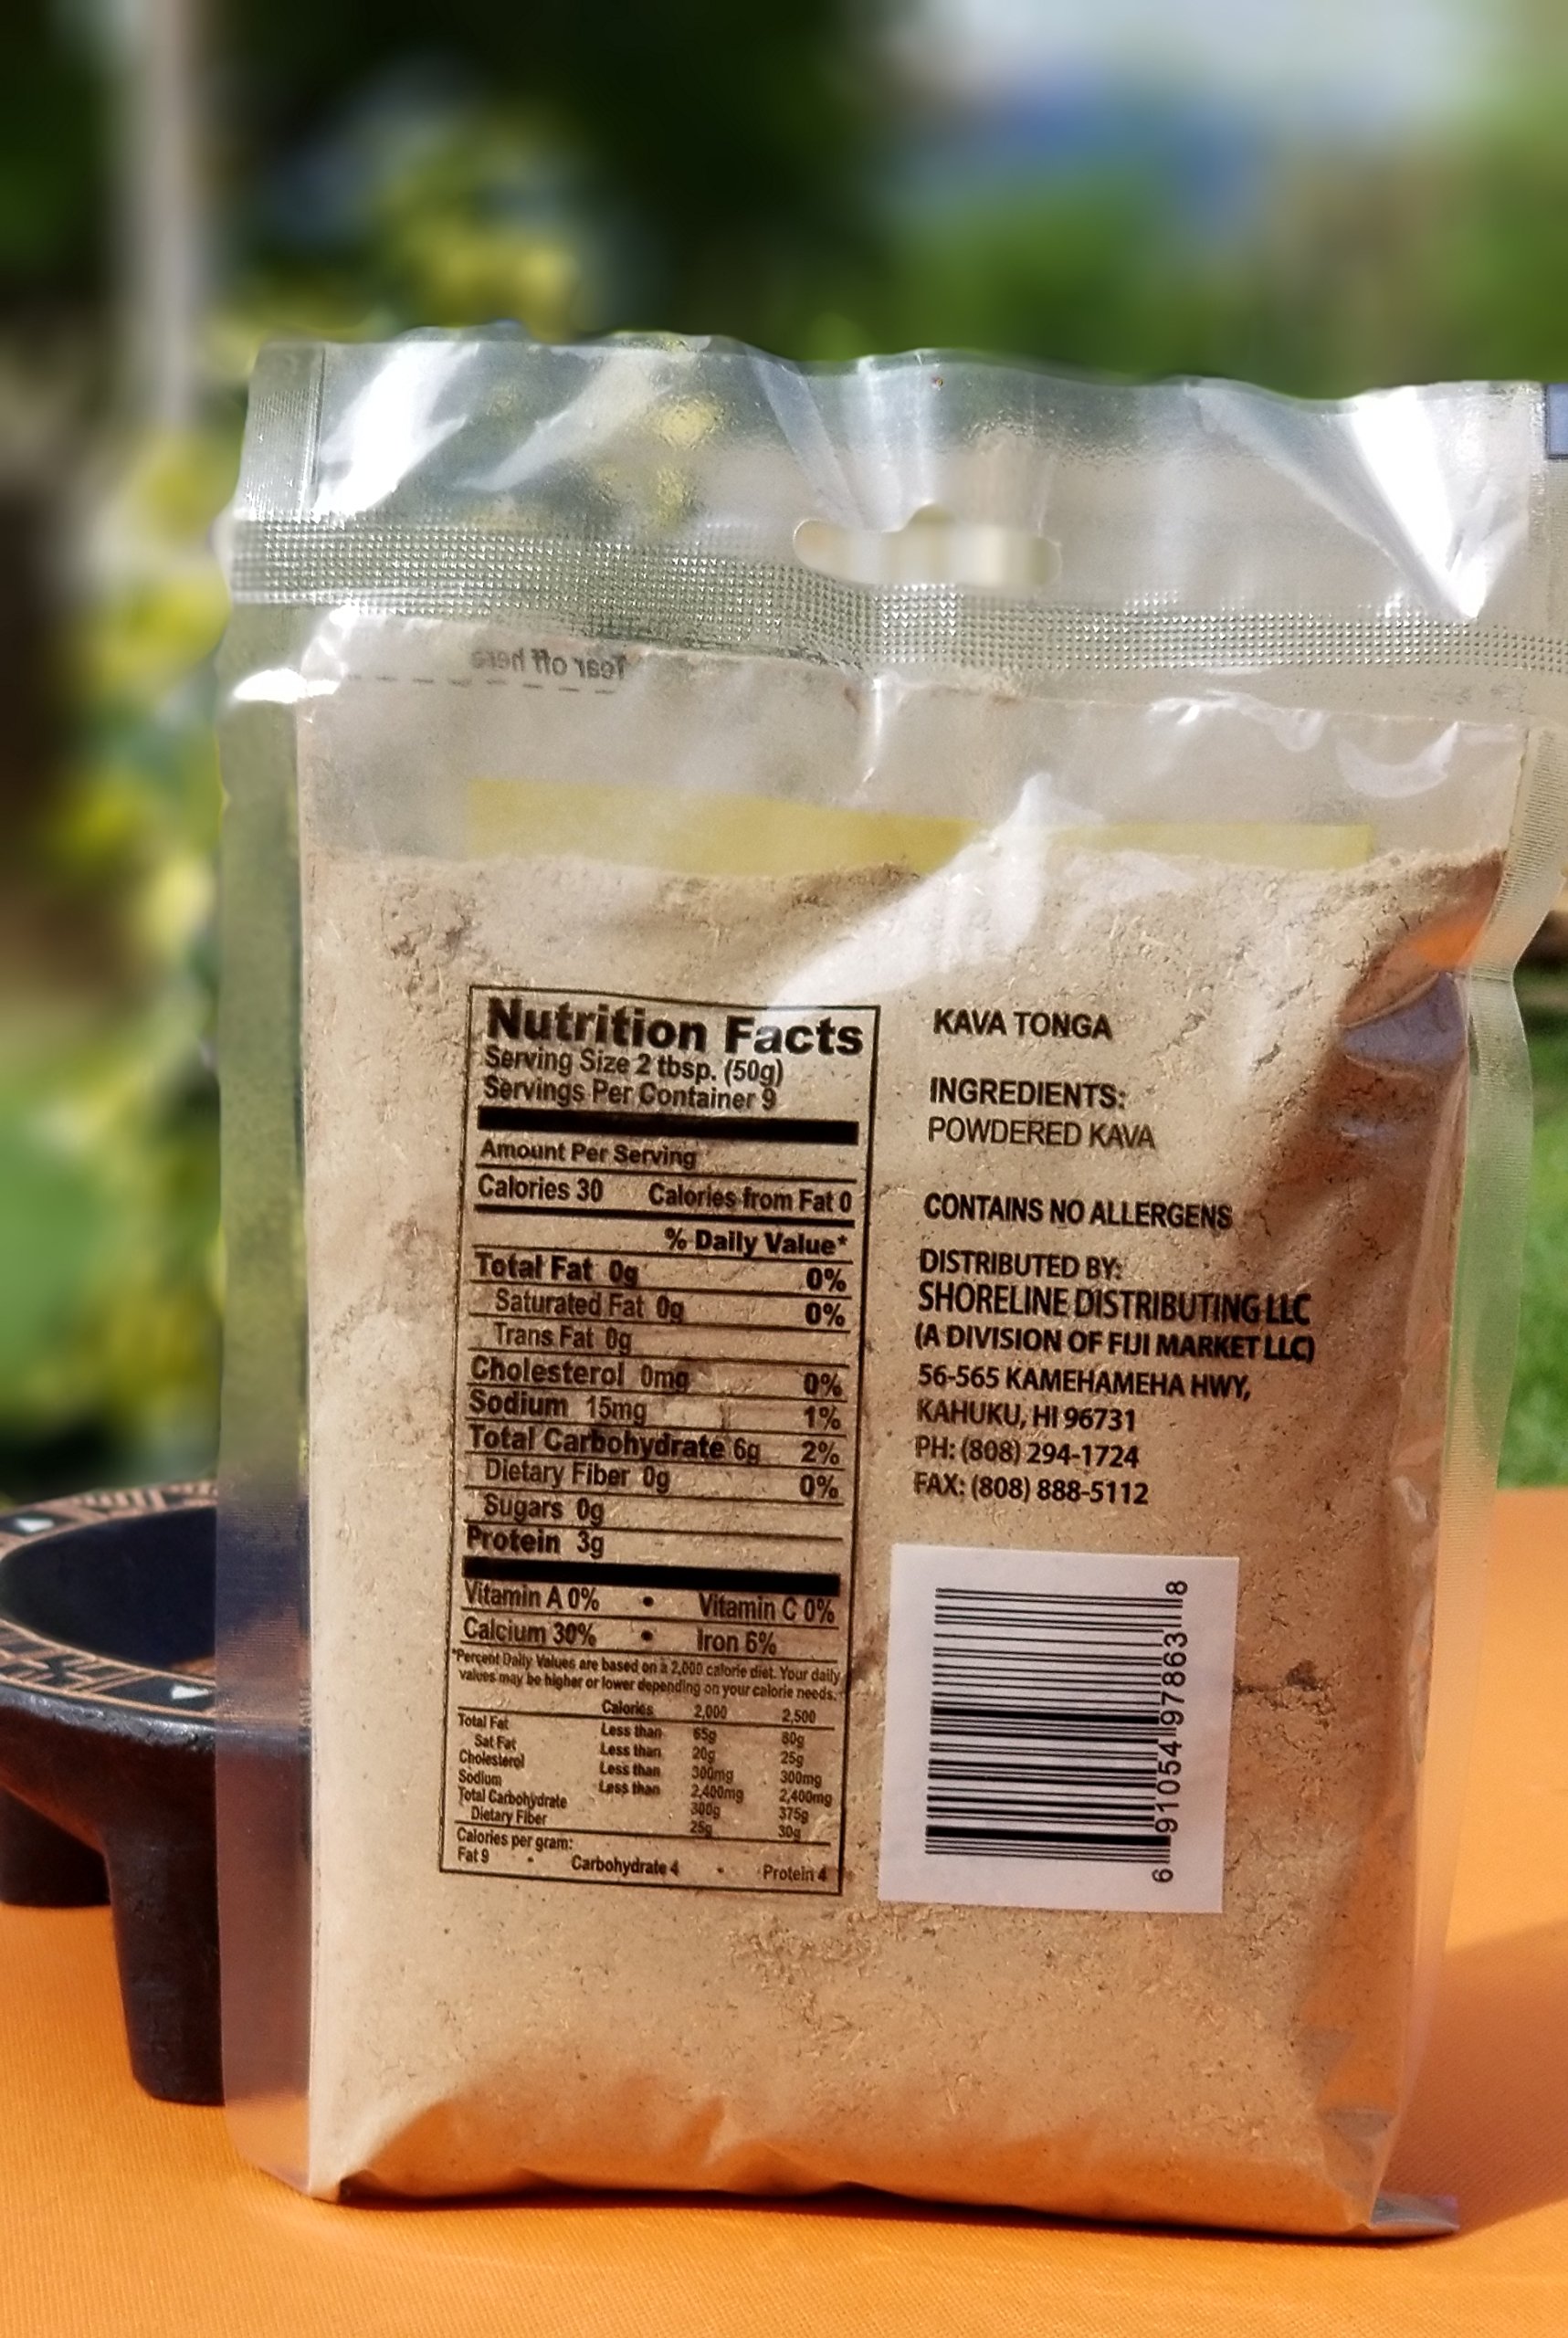 Tear off here
Nutrition Facts
Serving Size 2 tbsp. (50g)
Servings Per Container 9
Amount Per Serving
Calories 30 Calories from Fat 0
% Daily Value*
Total Fat 0g 0%
Saturated Fat 0g 0%
Trans Fat 0g
Cholesterol 0mg 0%
Sodium 15mg 1%
Total Carbohydrate 6g 2%
Dietary Fiber 0g 0%
Sugars 0g
Protein 3g
Vitamin A 0% • Vitamin C 0%
Calcium 30% • Iron 6%
*Percent Daily Values are based on a 2,000 calorie diet. Your daily
values may be higher or lower depending on your calorie needs.
Calories 2,000 2,500
Total Fat Less than 65g 80g
Sat Fat Less than 20g 25g
Cholesterol Less than 300mg 300mg
Sodium Less than 2,400mg 2,400mg
Total Carbohydrate 300g 375g
Dietary Fiber 25g 30g
Calories per gram:
Fat 9 • Carbohydrate 4 • Protein 4
KAVA TONGA
INGREDIENTS:
POWDERED KAVA
CONTAINS NO ALLERGENS
DISTRIBUTED BY:
SHORELINE DISTRIBUTING LLC
(A DIVISION OF FIJI MARKET LLC)
56-565 KAMEHAMEHA HWY,
KAHUKU, HI 96731
PH: (808) 294-1724
FAX: (808) 888-5112
6 91054 97863 8